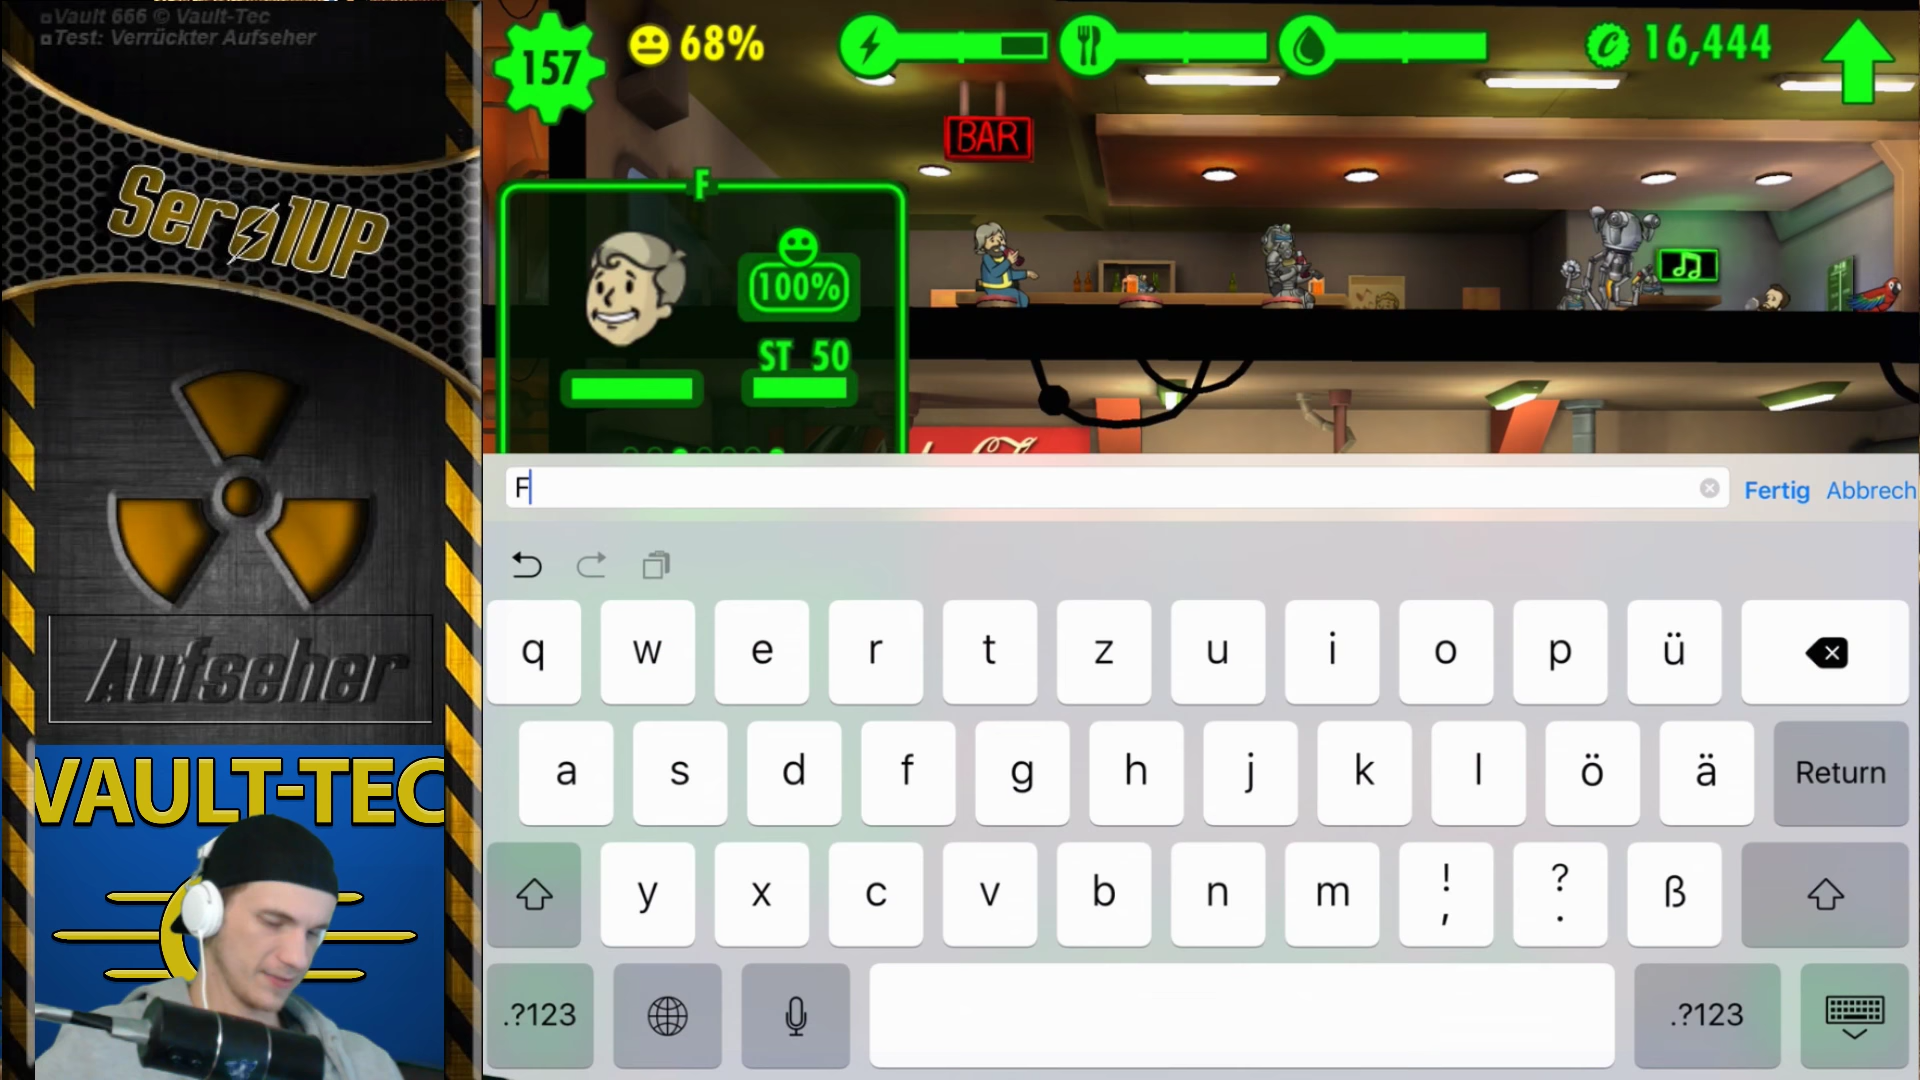 Vault 666 © Vault-Tec
Test: Verrückter Aufseher
Sero1UP
Aufseher
VAULT-TEC
157
68%
16,444
BAR
F
100%
ST 50
F
Fertig Abbrech
q w e r t z u i o p ü
a s d f g h j k l ö ä Return
y x c v b n m ! , ? . ß
.?123 .?123